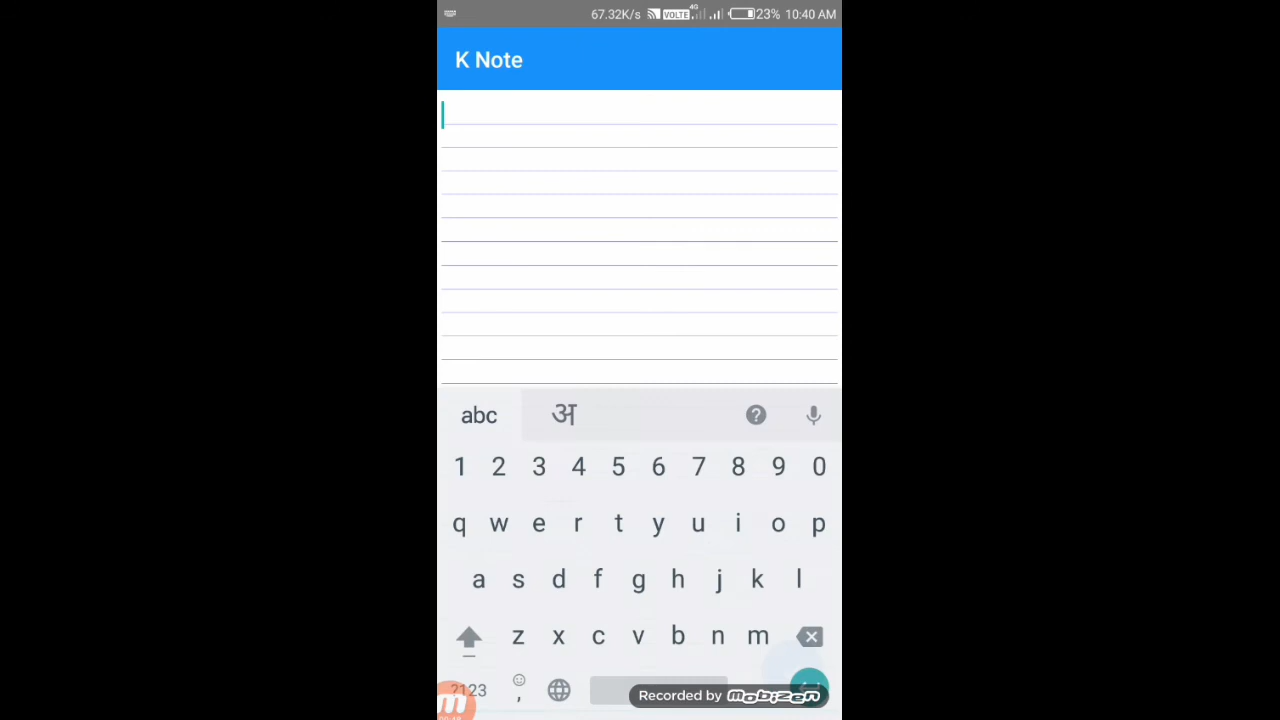 67.32K/s VOLTE 4G 23% 10:40 AM
K Note
abc अ ?
1 2 3 4 5 6 7 8 9 0
q w e r t y u i o p
a s d f g h j k l
z x c v b n m
?123 ,
Recorded by mobizen